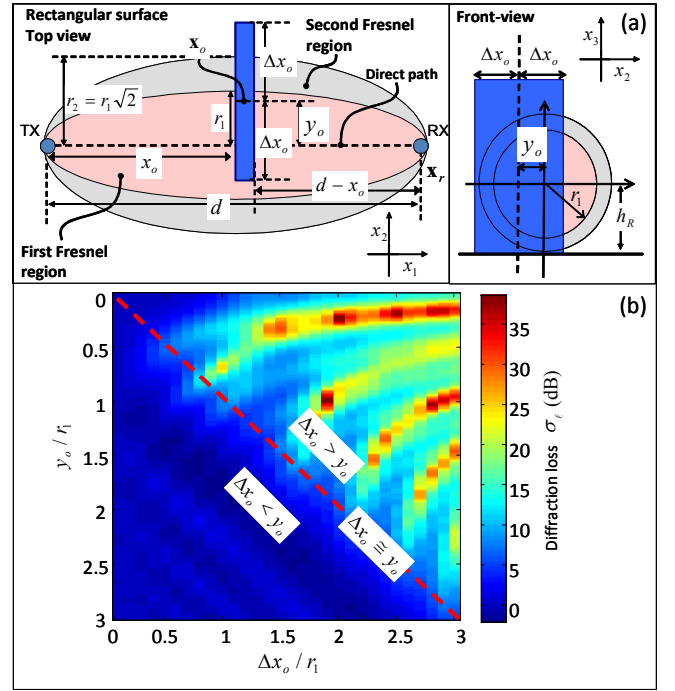 Rectangular surface
Top view
Second Fresnel
region
Direct path
x_o
Δx_o
r_2 = r_1√2
r_1
y_o
TX
RX
x_o
Δx_o
x_r
d − x_o
d
First Fresnel
region
x_2
x_1
Front-view
(a)
Δx_o
Δx_o
x_3
x_2
y_o
r_1
h_R
(b)
0
0.5
1
1.5
2
2.5
3
y_o / r_1
Δx_o > y_o
Δx_o < y_o
Δx_o ≅ y_o
0
0.5
1
1.5
2
2.5
3
Δx_o / r_1
35
30
25
20
15
10
5
0
Diffraction loss σ_ℓ (dB)